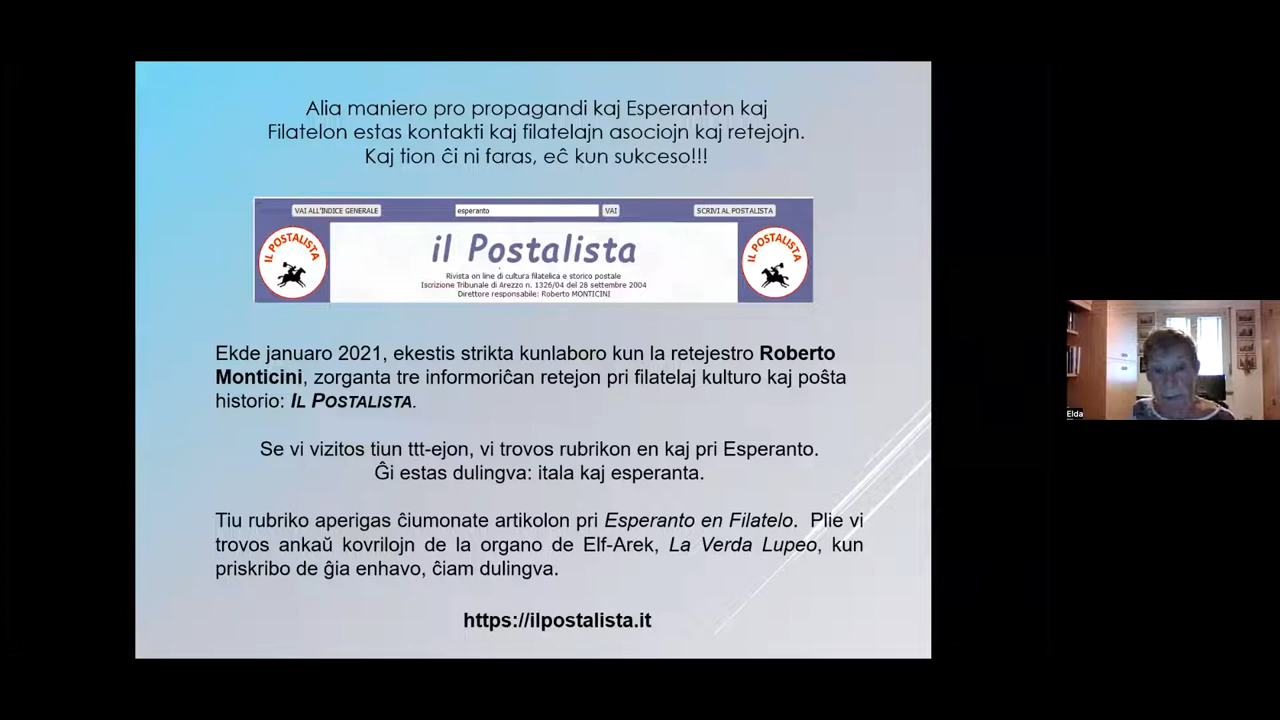 Alia maniero pro propagandi kaj Esperanton kaj
Filatelon estas kontakti kaj filatelajn asociojn kaj retejojn.
Kaj tion ĉi ni faras, eĉ kun sukceso!!!
VAI ALL'INDICE GENERALE
esperanto
VAI
SCRIVI AL POSTALISTA
IL POSTALISTA
il Postalista
IL POSTALISTA
Rivista on line di cultura filatelica e storico postale
Iscrizione Tribunale di Arezzo n. 1326/04 del 28 settembre 2004
Direttore responsabile: Roberto MONTICINI
Ekde januaro 2021, ekestis strikta kunlaboro kun la retejestro Roberto
Monticini, zorganta tre informoriĉan retejon pri filatelaj kulturo kaj poŝta
historio: IL POSTALISTA.
Se vi vizitos tiun ttt-ejon, vi trovos rubrikon en kaj pri Esperanto.
Ĝi estas dulingva: itala kaj esperanta.
Tiu rubriko aperigas ĉiumonate artikolon pri Esperanto en Filatelo. Plie vi
trovos ankaŭ kovrilojn de la organo de Elf-Arek, La Verda Lupeo, kun
priskribo de ĝia enhavo, ĉiam dulingva.
https://ilpostalista.it
Elda